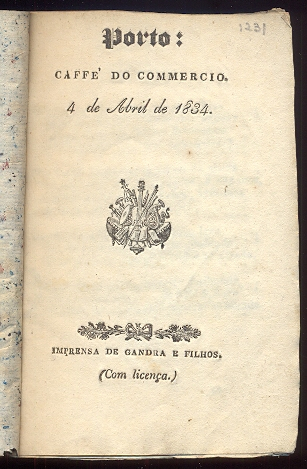 1231
Porto:
CAFFE' DO COMMERCIO.
4 de Abril de 1834.
IMPRENSA DE GANDRA E FILHOS.
(Com licença.)